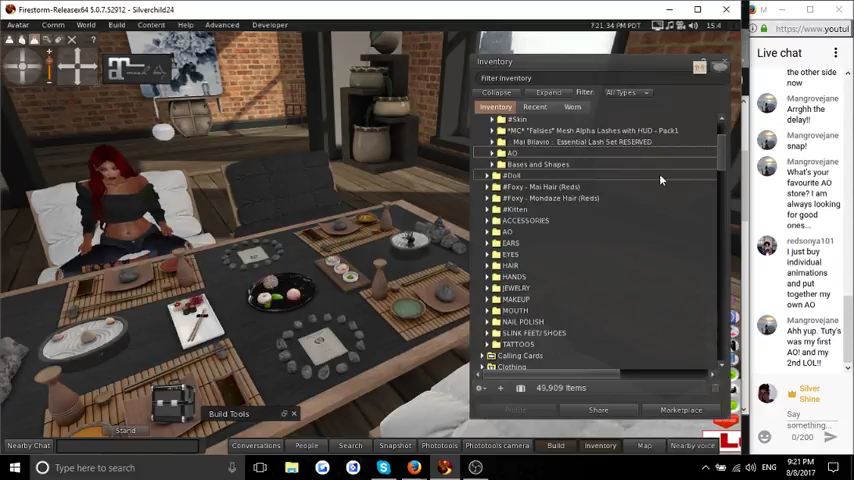 Firestorm-Releasex64 5.0.7.52912 - Silverchild24
Avatar Comm World Build Content Help Advanced Developer
7:21:34 PM PDT
15.4
Inventory
Filter Inventory
Collapse Expand Filter: All Types
Inventory Recent Worn
#Skin
*MC* "Falsies" Mesh Alpha Lashes with HUD - Pack1
:: Mai Bilavio :: Essential Lash Set RESERVED
AO
Bases and Shapes
#Doll
#Foxy - Mai Hair (Reds)
#Foxy - Mondaze Hair (Reds)
#Kitten
ACCESSORIES
AO
EARS
EYES
HAIR
HANDS
JEWELRY
MAKEUP
MOUTH
NAIL POLISH
SLINK FEET/ SHOES
TATTOOS
Calling Cards
Clothing
49,909 Items
Share Marketplace
Build Tools
Stand
Nearby Chat
Conversations People Search Snapshot Phototools Phototools camera Build Inventory Map Nearby voice
Type here to search
ENG
9:21 PM
8/8/2017
https://www.youtul
Live chat
the other side
now
Mangrovejane
Arrghh the
delay!!
Mangrovejane
snap!
Mangrovejane
What's your
favourite AO
store? I am
always looking
for good
ones...
redsonya101
I just buy
individual
animations and
put together
my own AO
Mangrovejane
Ahh yup. Tuty's
was my first
AO! and my
2nd LOL!!
Silver
Shine
Say
something...
0/200